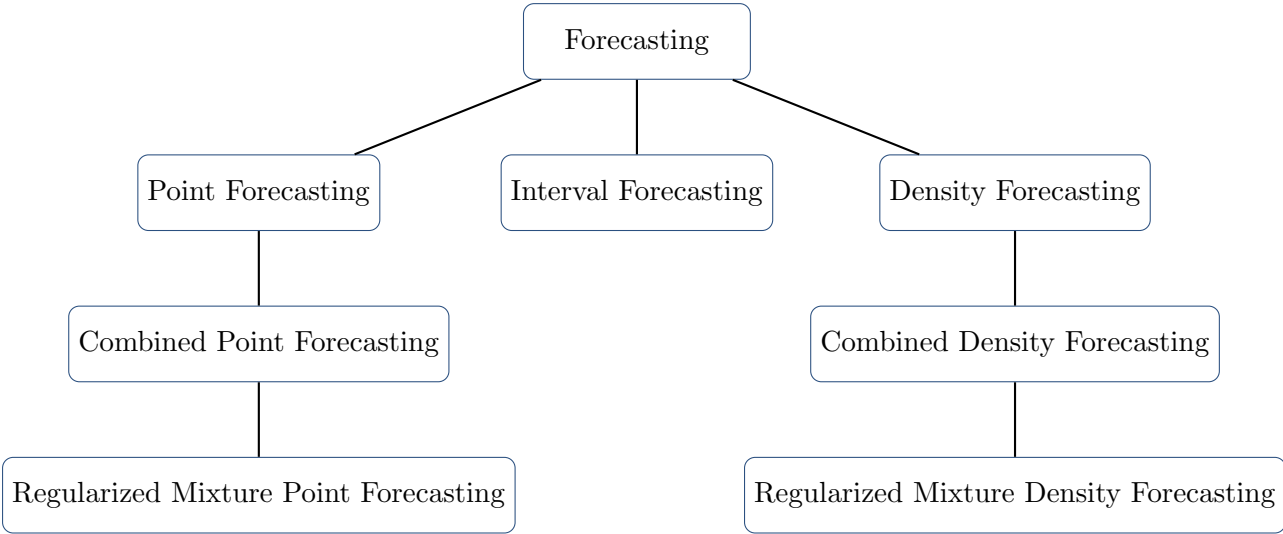 Forecasting
Point Forecasting
Interval Forecasting
Density Forecasting
Combined Point Forecasting
Combined Density Forecasting
Regularized Mixture Point Forecasting
Regularized Mixture Density Forecasting